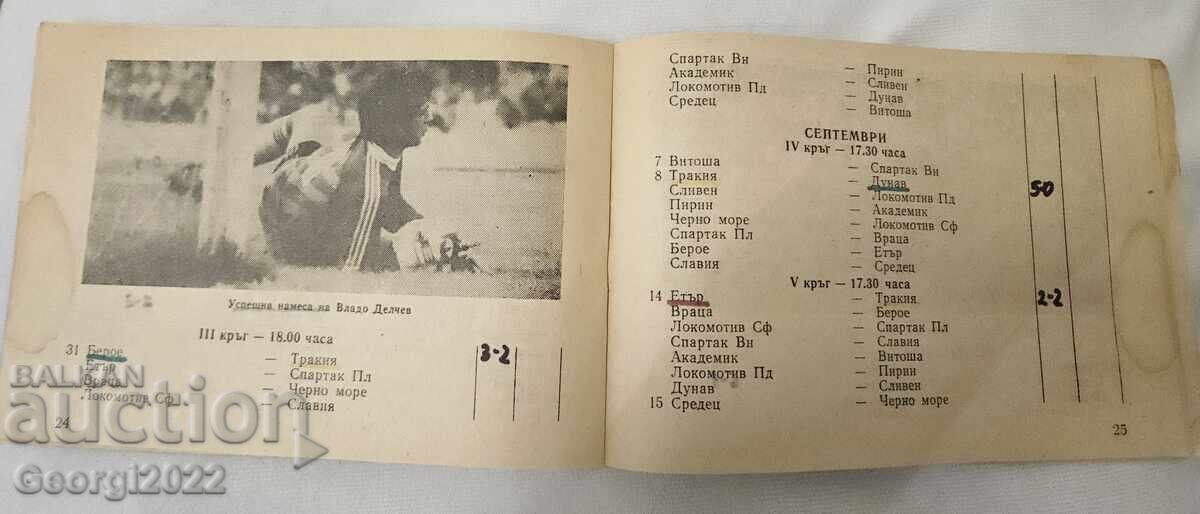 Успешна намеса на Владо Делчев
III кръг — 18.00 часа
31 Берое — Тракия 3-2
Етър — Спартак Пл
Враца — Черно море
Локомотив Сф — Славия
24
Спартак Вн — Пирин
Академик — Сливен
Локомотив Пд — Дунав
Средец — Витоша
СЕПТЕМВРИ
IV кръг — 17.30 часа
7 Витоша — Спартак Вн
8 Тракия — Дунав 50
Сливен — Локомотив Пд
Пирин — Академик
Черно море — Локомотив Сф
Спартак Пл — Враца
Берое — Етър
Славия — Средец
V кръг — 17.30 часа
14 Етър — Тракия 2-2
Враца — Берое
Локомотив Сф — Спартак Пл
Спартак Вн — Славия
Академик — Витоша
Локомотив Пд — Пирин
Дунав — Сливен
15 Средец — Черно море
25
BALKAN
auction
Georgi2022